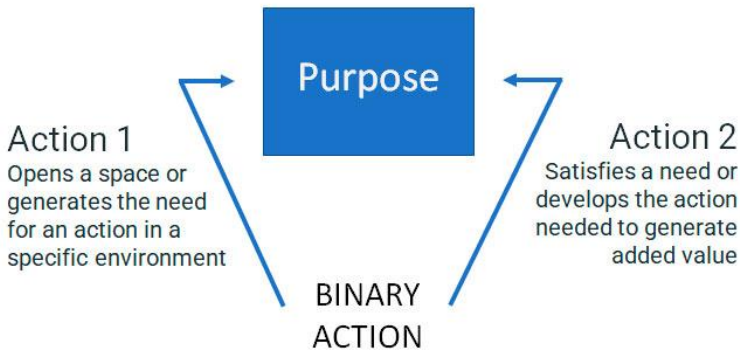 Purpose
Action 1
Opens a space or
generates the need
for an action in a
specific environment
Action 2
Satisfies a need or
develops the action
needed to generate
added value
BINARY
ACTION